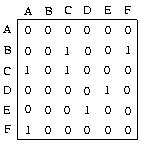 A B C D E F
A 0 0 0 0 0 0
B 0 0 1 0 0 1
C 1 0 1 0 0 0
D 0 0 0 0 1 0
E 0 0 0 1 0 0
F 1 0 0 0 0 0